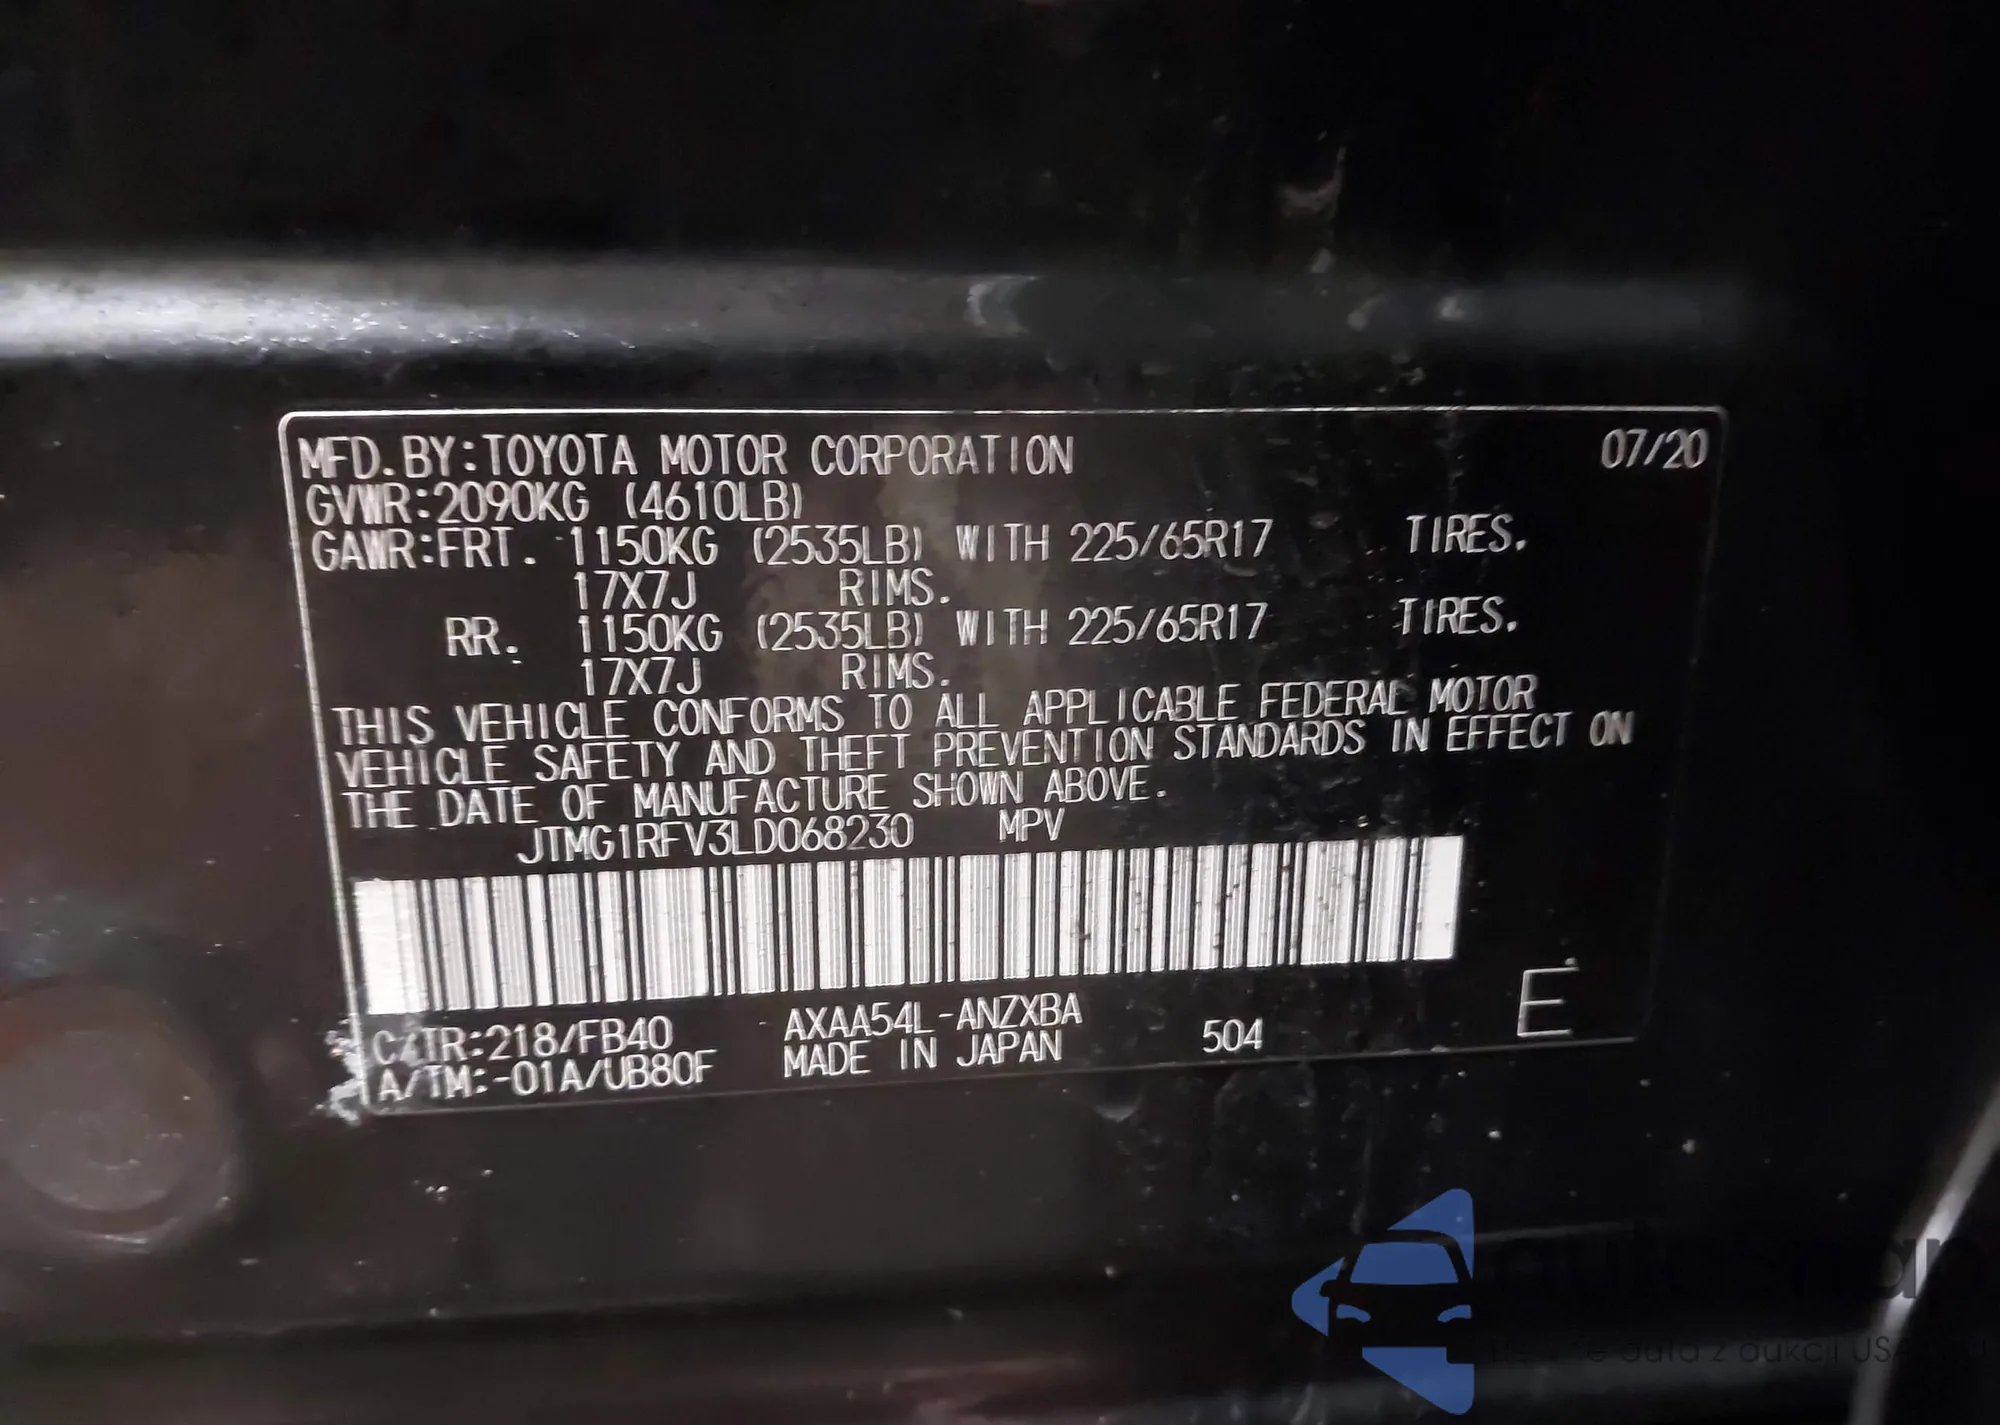 MFD.BY:TOYOTA MOTOR CORPORATION 07/20
GVWR:2090KG (4610LB)
GAWR:FRT. 1150KG (2535LB) WITH 225/65R17 TIRES.
17X7J RIMS.
RR. 1150KG (2535LB) WITH 225/65R17 TIRES.
17X7J RIMS.
THIS VEHICLE CONFORMS TO ALL APPLICABLE FEDERAL MOTOR
VEHICLE SAFETY AND THEFT PREVENTION STANDARDS IN EFFECT ON
THE DATE OF MANUFACTURE SHOWN ABOVE.
JTMG1RFV3LD068230 MPV
C/TR:218/FB40 AXAA54L-ANZXBA 504 E
A/TM:-01A/UB80F MADE IN JAPAN
auta z aukcji